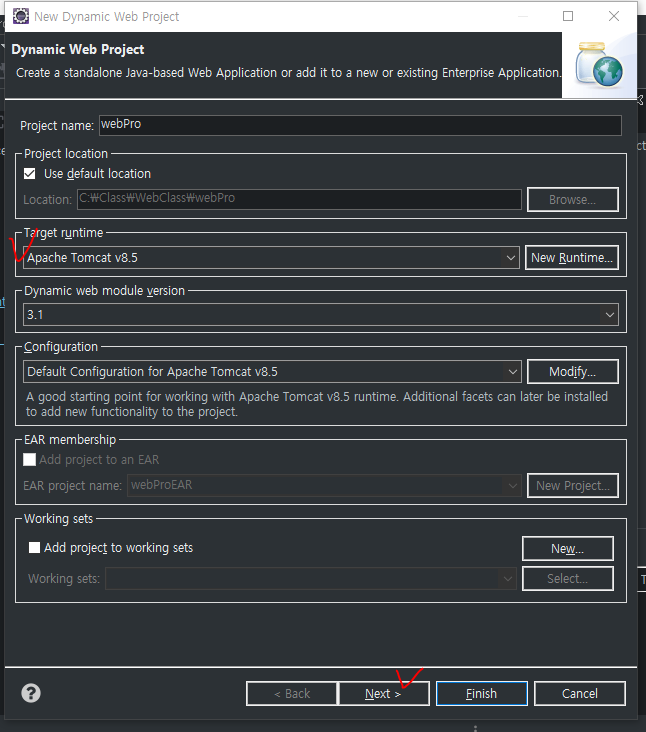 New Dynamic Web Project
Dynamic Web Project
Create a standalone Java-based Web Application or add it to a new or existing Enterprise Application.
Project name: webPro
Project location
Use default location
Location: C:₩Class₩WebClass₩webPro Browse...
Target runtime
Apache Tomcat v8.5 New Runtime...
Dynamic web module version
3.1
Configuration
Default Configuration for Apache Tomcat v8.5 Modify...
A good starting point for working with Apache Tomcat v8.5 runtime. Additional facets can later be installed
to add new functionality to the project.
EAR membership
Add project to an EAR
EAR project name: webProEAR New Project...
Working sets
Add project to working sets New...
Working sets: Select...
? < Back Next > Finish Cancel